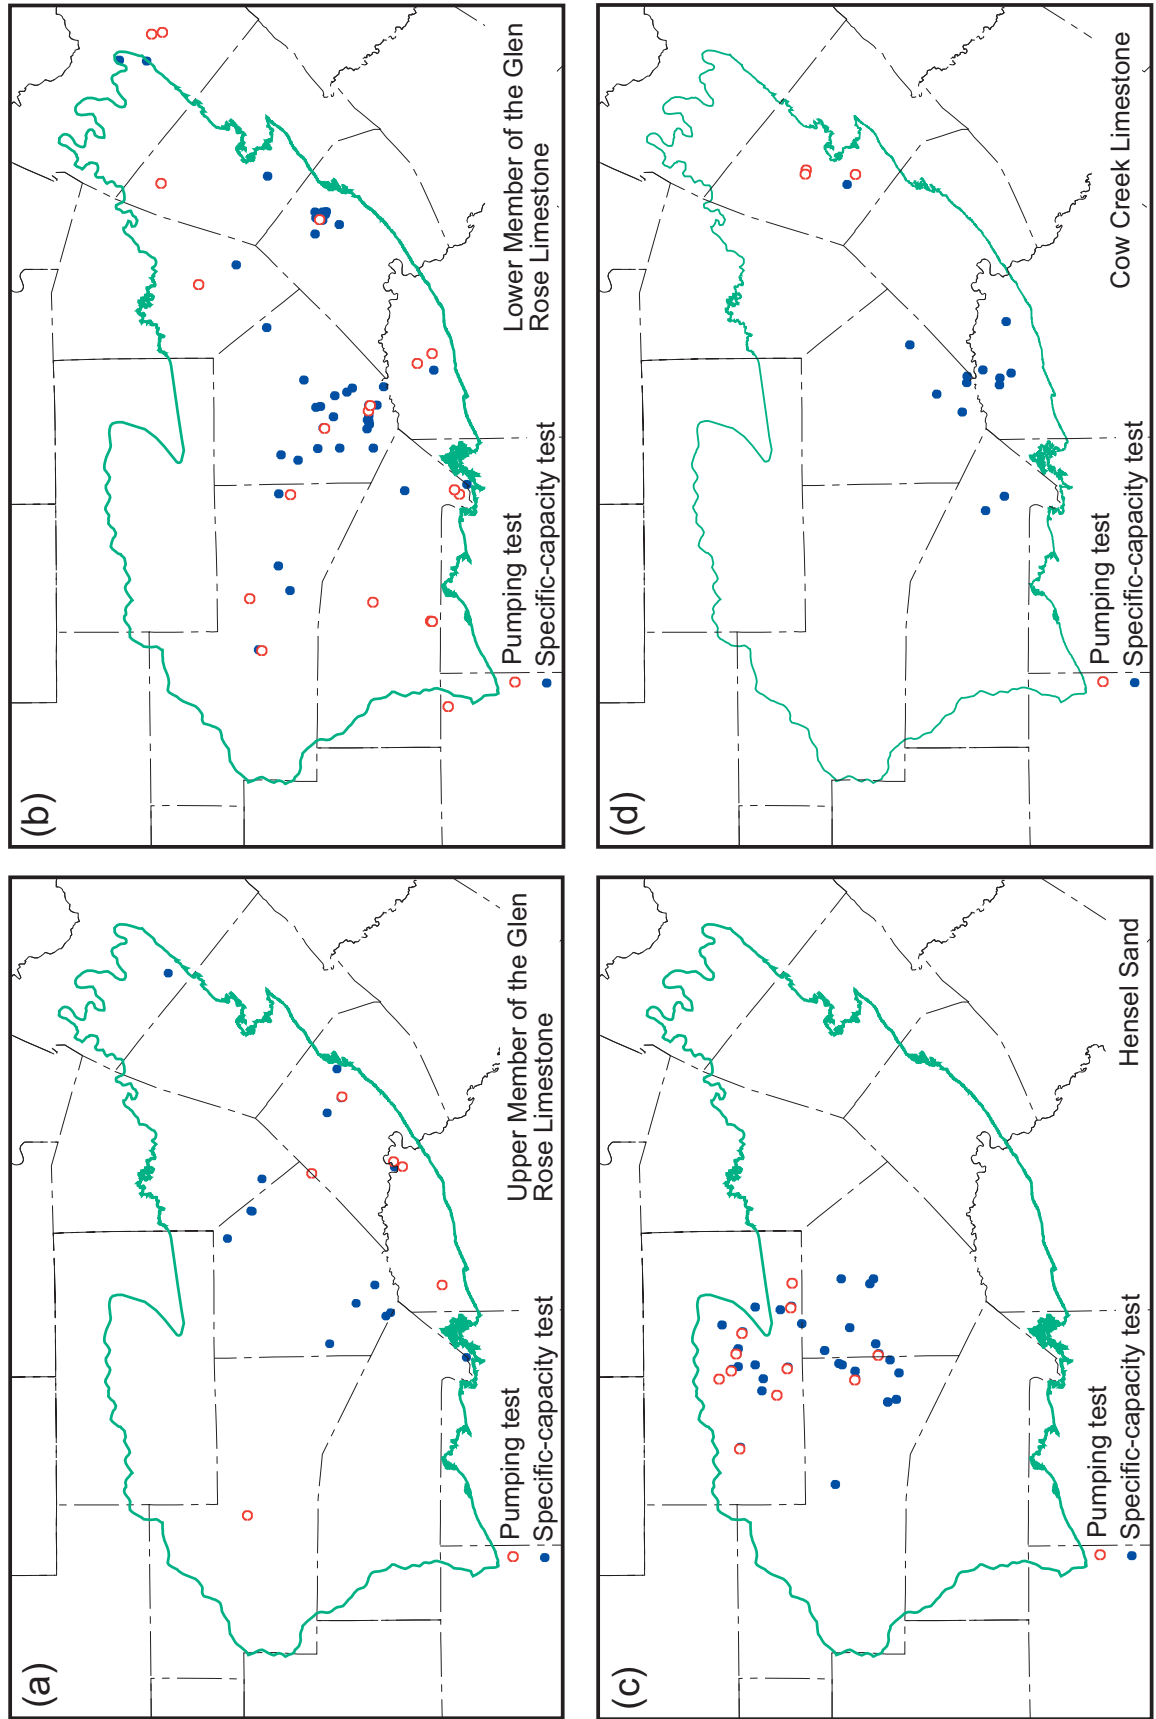 (a)
Upper Member of the Glen
Rose Limestone
Pumping test
Specific-capacity test
(b)
Lower Member of the Glen
Rose Limestone
Pumping test
Specific-capacity test
(c)
Hensel Sand
Pumping test
Specific-capacity test
(d)
Cow Creek Limestone
Pumping test
Specific-capacity test